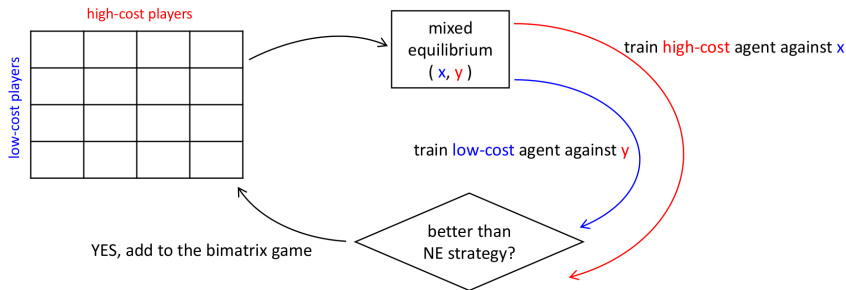 high-cost players
low-cost players
mixed
equilibrium
( x, y )
train high-cost agent against x
train low-cost agent against y
better than
NE strategy?
YES, add to the bimatrix game